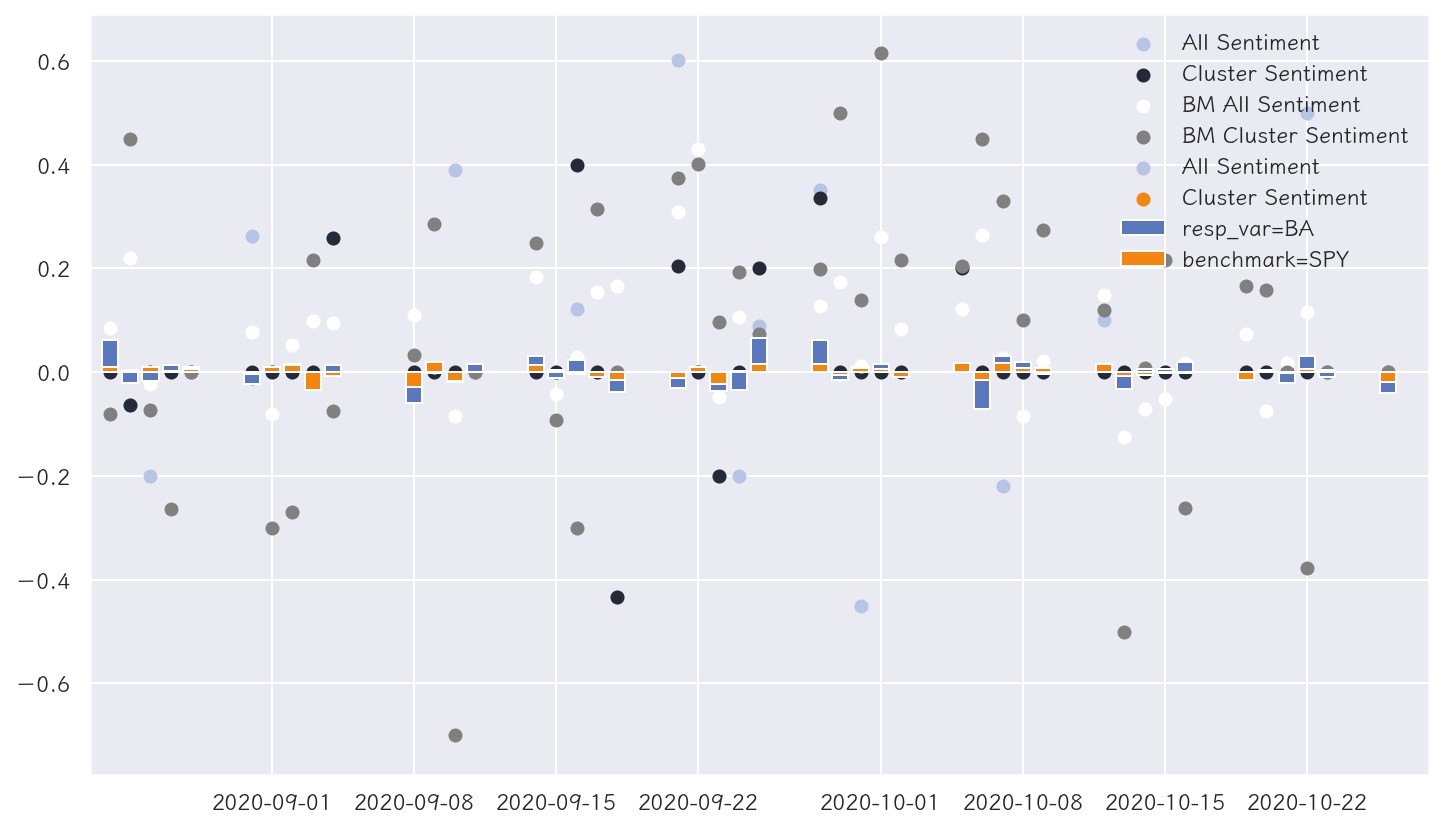 All Sentiment
Cluster Sentiment
BM All Sentiment
BM Cluster Sentiment
All Sentiment
Cluster Sentiment
resp_var=BA
benchmark=SPY
0.6
0.4
0.2
0.0
−0.2
−0.4
−0.6
2020-09-01 2020-09-08 2020-09-15 2020-09-22 2020-10-01 2020-10-08 2020-10-15 2020-10-22